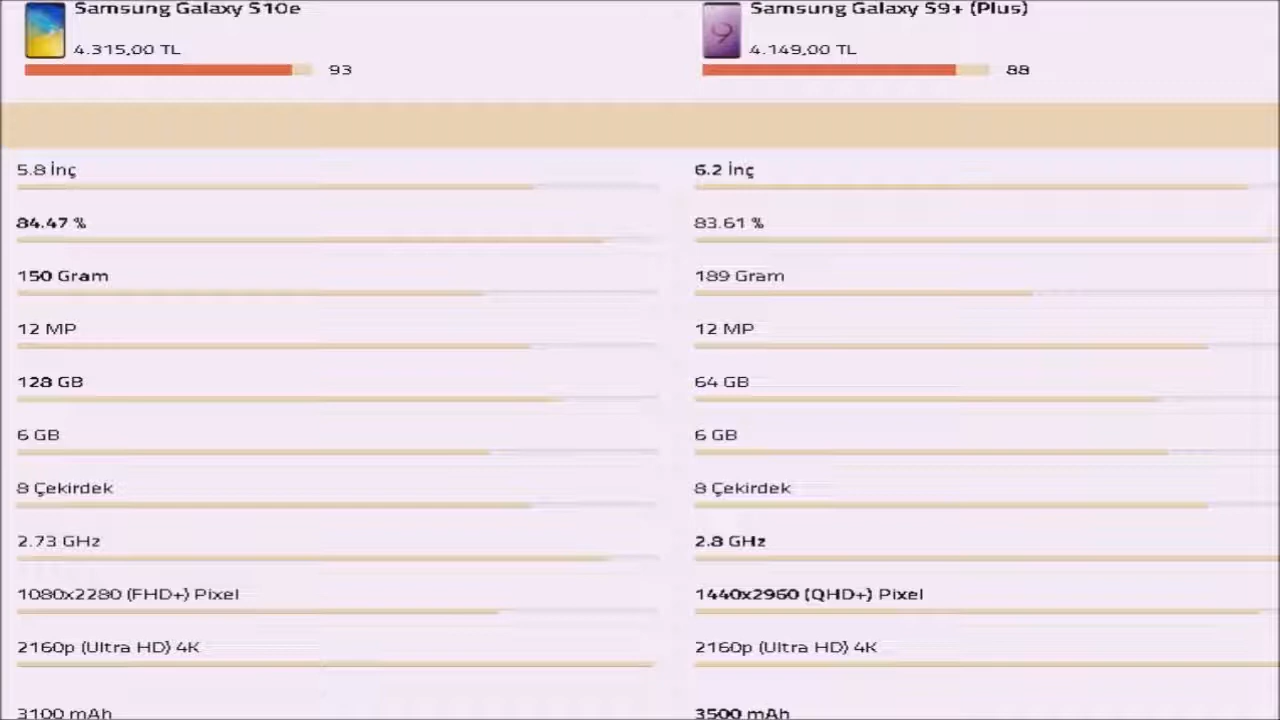 Samsung Galaxy S10e
4.315,00 TL
93
Samsung Galaxy S9+ (Plus)
4.149,00 TL
88
5.8 İnç
6.2 İnç
84.47 %
83.61 %
150 Gram
189 Gram
12 MP
12 MP
128 GB
64 GB
6 GB
6 GB
8 Çekirdek
8 Çekirdek
2.73 GHz
2.8 GHz
1080x2280 (FHD+) Pixel
1440x2960 (QHD+) Pixel
2160p (Ultra HD) 4K
2160p (Ultra HD) 4K
3100 mAh
3500 mAh